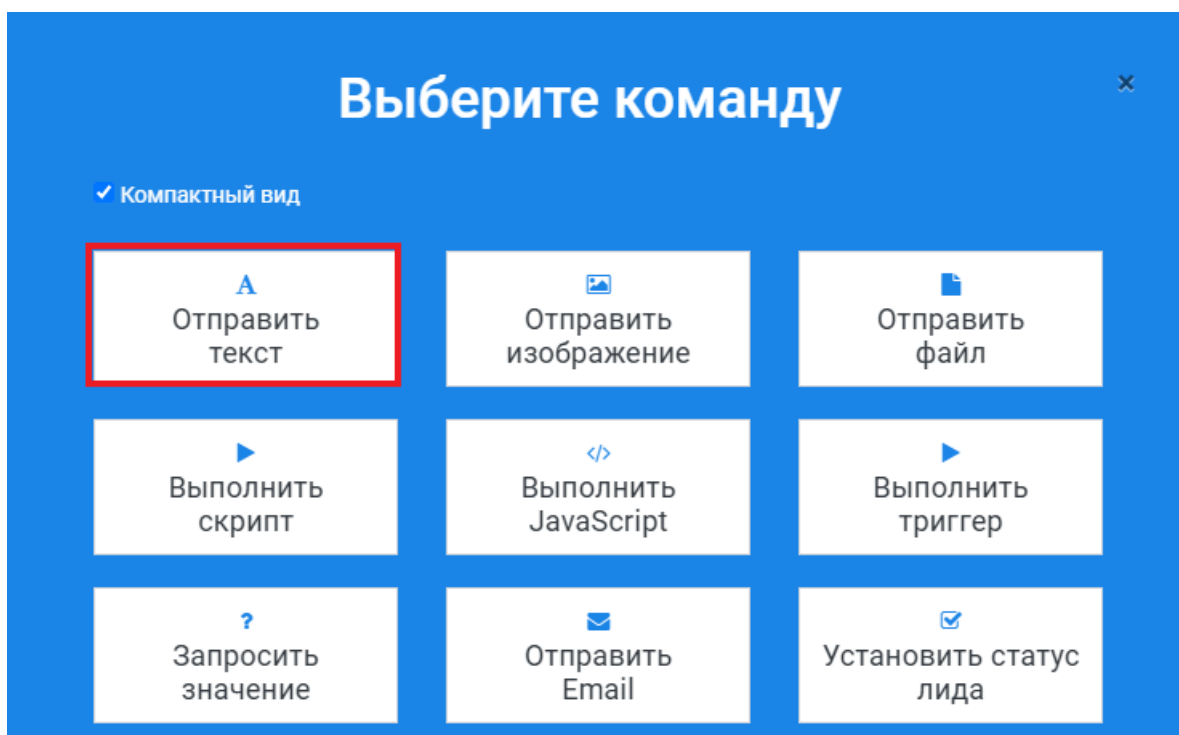 Выберите команду
Компактный вид
Отправить
текст
Отправить
изображение
Отправить
файл
Выполнить
скрипт
Выполнить
JavaScript
Выполнить
триггер
Запросить
значение
Отправить
Email
Установить статус
лида